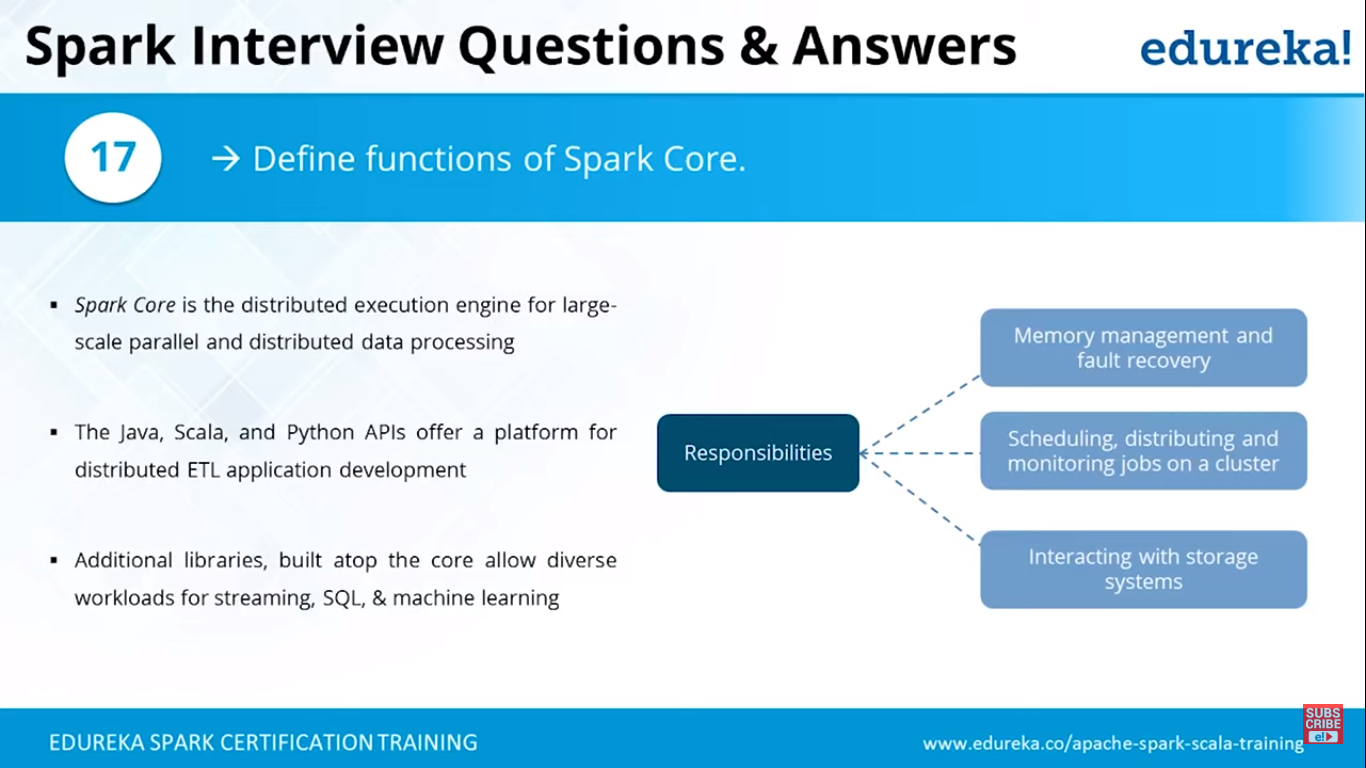 Spark Interview Questions & Answers
edureka!
17
→ Define functions of Spark Core.
▪ Spark Core is the distributed execution engine for large-
scale parallel and distributed data processing
▪ The Java, Scala, and Python APIs offer a platform for
distributed ETL application development
▪ Additional libraries, built atop the core allow diverse
workloads for streaming, SQL, & machine learning
Responsibilities
Memory management and
fault recovery
Scheduling, distributing and
monitoring jobs on a cluster
Interacting with storage
systems
EDUREKA SPARK CERTIFICATION TRAINING
www.edureka.co/apache-spark-scala-training
SUBS
CRIBE
e!